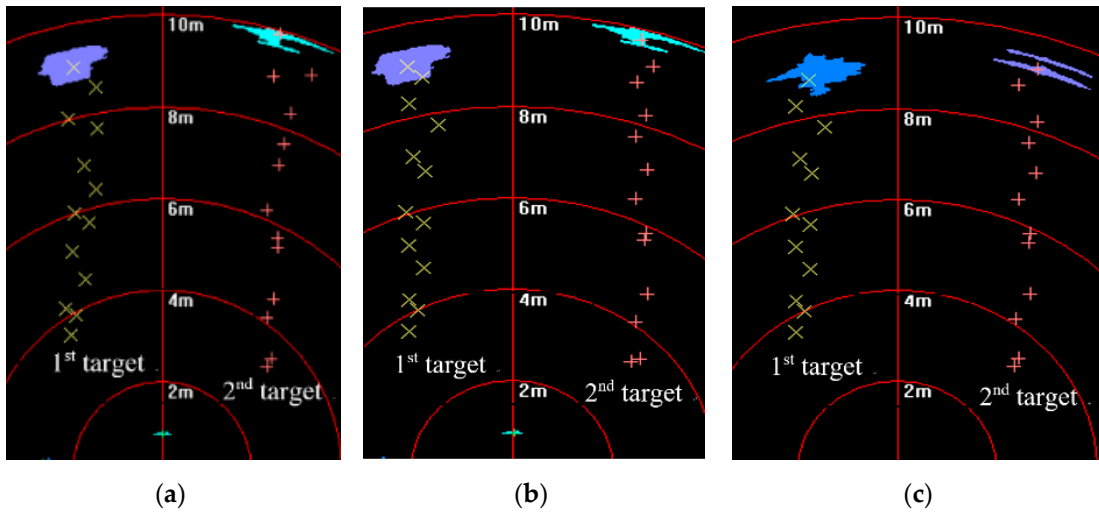 10m
8m
6m
4m
1st target
2nd target
2m
(a)
10m
8m
6m
4m
1st target
2nd target
2m
(b)
10m
8m
6m
4m
1st target
2nd target
2m
(c)